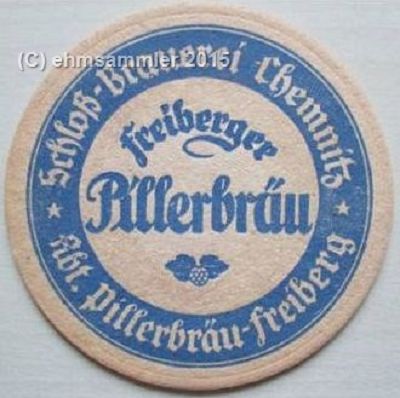 (C) ehmsammler 2015
Schloß-Brauerei Chemnitz
Freiberger
Pillerbräu
Abt. Pillerbräu-Freiberg